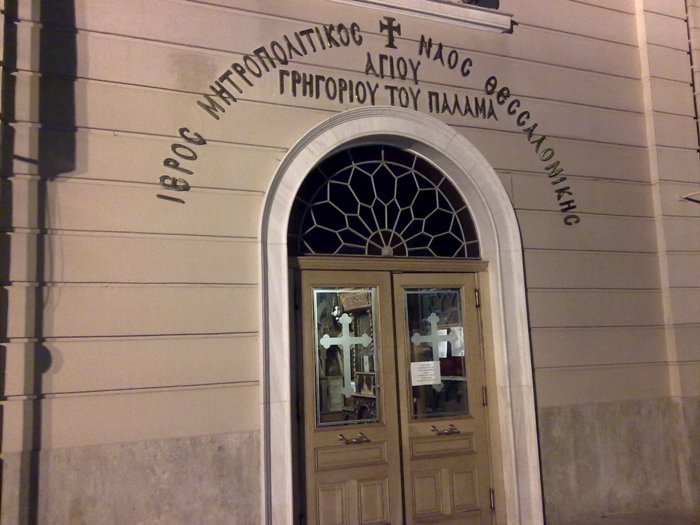 ΙΕΡΟΣ ΜΗΤΡΟΠΟΛΙΤΙΚΟΣ ΝΑΟΣ ΘΕΣΣΑΛΟΝΙΚΗΣ
ΑΓΙΟΥ
ΓΡΗΓΟΡΙΟΥ ΤΟΥ ΠΑΛΑΜΑ